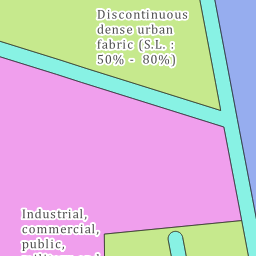 Discontinuous
dense urban
fabric (S.L. :
50% -  80%)
Industrial,
commercial,
public,